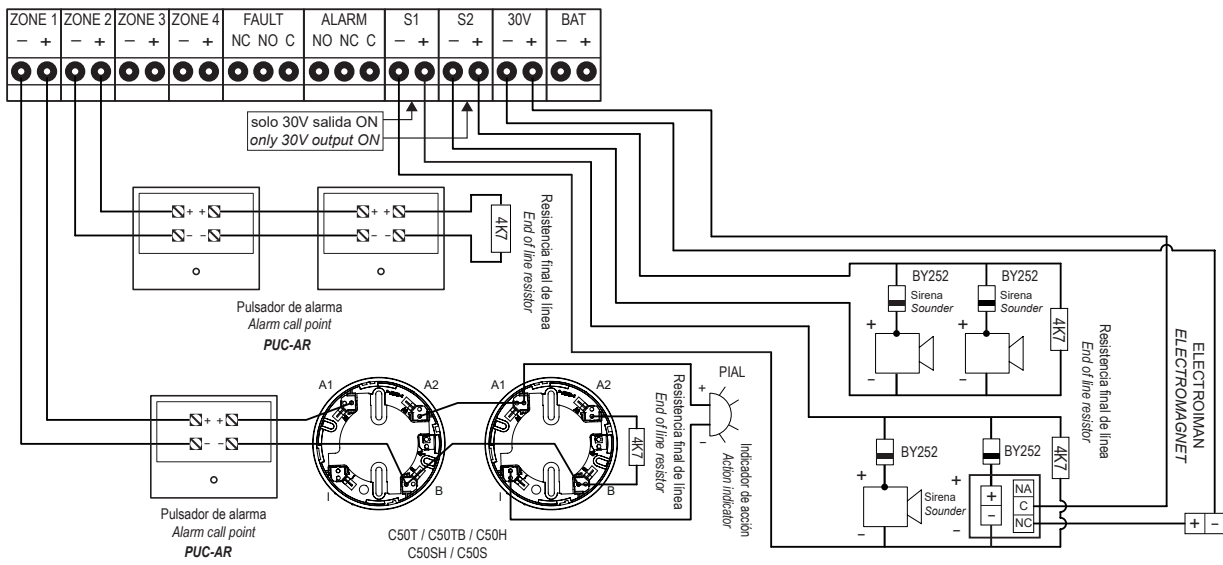 ZONE 1 ZONE 2 ZONE 3 ZONE 4 FAULT ALARM S1 S2 30V BAT
− + − + − + − + NC NO C NO NC C − + − + − + − +
solo 30V salida ON
only 30V output ON
+ + + +
− − − −
4K7
Resistencia final de línea
End of line resistor
Pulsador de alarma
Alarm call point
PUC-AR
BY252 BY252
Sirena
Sounder
Sirena
Sounder
+ +
− −
4K7
Resistencia final de línea
End of line resistor
ELECTROIMAN
ELECTROMAGNET
A1 A2 A1 A2
+ +
− −
I B I B
4K7
Resistencia final de línea
End of line resistor
PIAL
+
−
Indicador de acción
Action indicator
Pulsador de alarma
Alarm call point
PUC-AR
C50T / C50TB / C50H
C50SH / C50S
BY252 BY252
4K7
+ +
Sirena
Sounder
− −
+
−
NA
C
NC
+ −